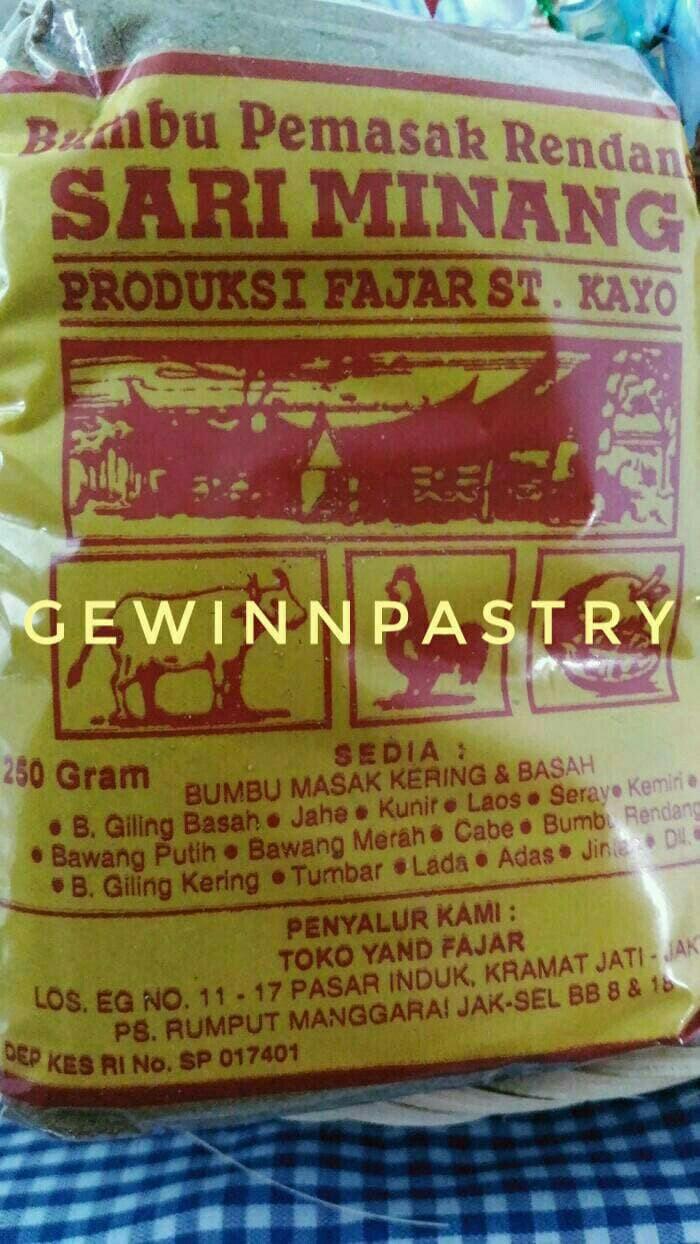 Bumbu Pemasak Rendan
SARI MINANG
PRODUKSI FAJAR ST. KAYO
GEWINNPASTRY
250 Gram
SEDIA :
BUMBU MASAK KERING & BASAH
• B. Giling Basah • Jahe • Kunir • Laos • Seray • Kemiri •
• Bawang Putih • Bawang Merah • Cabe • Bumbu Rendang
• B. Giling Kering • Tumbar • Lada • Adas • Jintan • Dll.
PENYALUR KAMI :
TOKO YAND FAJAR
LOS. EG NO. 11 - 17 PASAR INDUK, KRAMAT JATI - JAK
PS. RUMPUT MANGGARAI JAK-SEL BB 8 & 18
DEP KES RI No. SP 017401